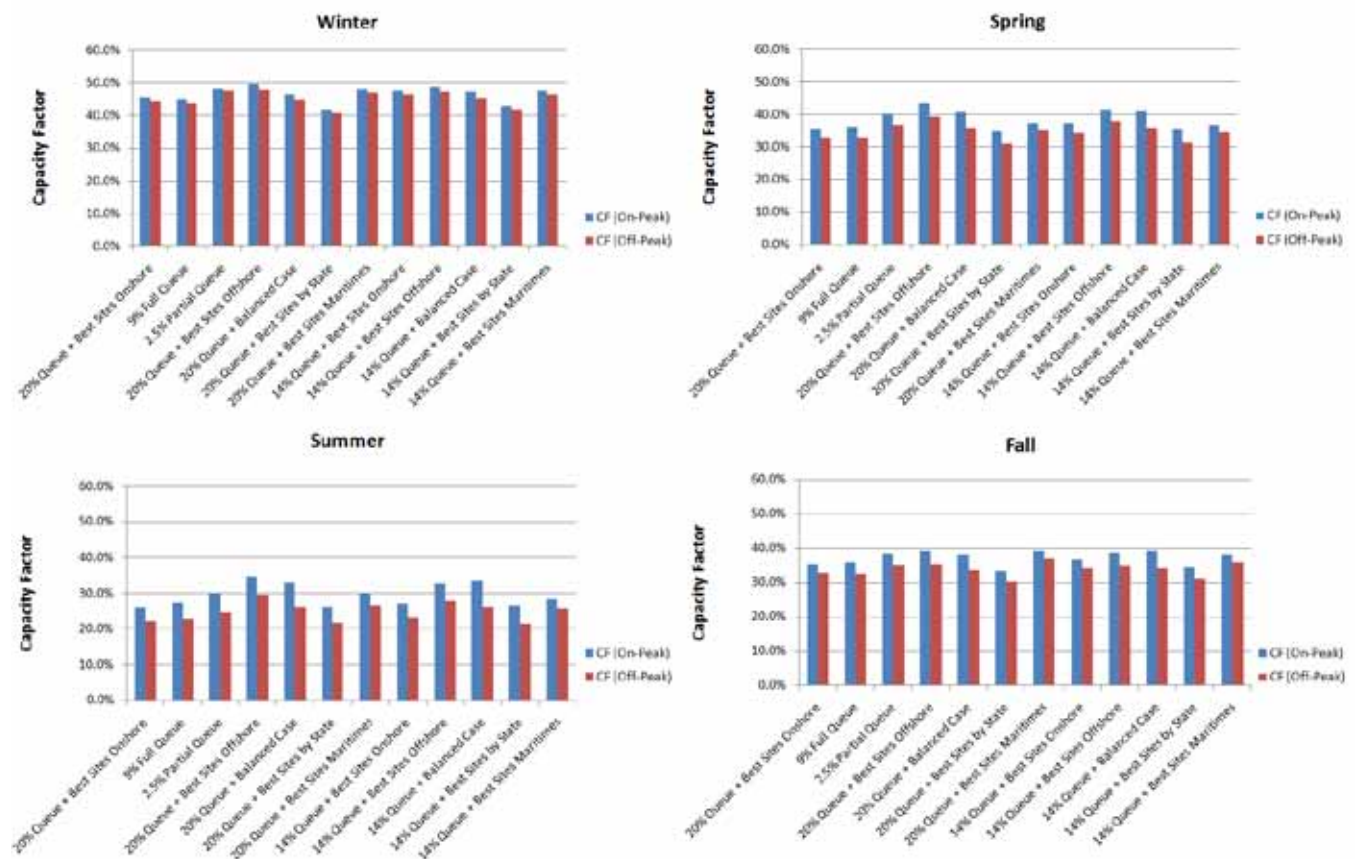 Winter
Capacity Factor
60.0%
50.0%
40.0%
30.0%
20.0%
10.0%
0.0%
CF (On-Peak)
CF (Off-Peak)
20% Queue + Best Sites Onshore
9% Full Queue
2.5% Partial Queue
20% Queue + Best Sites Offshore
20% Queue + Balanced Case
20% Queue + Best Sites by State
20% Queue + Best Sites Maritimes
14% Queue + Best Sites Onshore
14% Queue + Best Sites Offshore
14% Queue + Balanced Case
14% Queue + Best Sites by State
14% Queue + Best Sites Maritimes
Spring
Capacity Factor
60.0%
50.0%
40.0%
30.0%
20.0%
10.0%
0.0%
CF (On-Peak)
CF (Off-Peak)
20% Queue + Best Sites Onshore
9% Full Queue
2.5% Partial Queue
20% Queue + Best Sites Offshore
20% Queue + Balanced Case
20% Queue + Best Sites by State
20% Queue + Best Sites Maritimes
14% Queue + Best Sites Onshore
14% Queue + Best Sites Offshore
14% Queue + Balanced Case
14% Queue + Best Sites by State
14% Queue + Best Sites Maritimes
Summer
Capacity Factor
60.0%
50.0%
40.0%
30.0%
20.0%
10.0%
0.0%
CF (On-Peak)
CF (Off-Peak)
20% Queue + Best Sites Onshore
9% Full Queue
2.5% Partial Queue
20% Queue + Best Sites Offshore
20% Queue + Balanced Case
20% Queue + Best Sites by State
20% Queue + Best Sites Maritimes
14% Queue + Best Sites Onshore
14% Queue + Best Sites Offshore
14% Queue + Balanced Case
14% Queue + Best Sites by State
14% Queue + Best Sites Maritimes
Fall
Capacity Factor
60.0%
50.0%
40.0%
30.0%
20.0%
10.0%
0.0%
CF (On-Peak)
CF (Off-Peak)
20% Queue + Best Sites Onshore
9% Full Queue
2.5% Partial Queue
20% Queue + Best Sites Offshore
20% Queue + Balanced Case
20% Queue + Best Sites by State
20% Queue + Best Sites Maritimes
14% Queue + Best Sites Onshore
14% Queue + Best Sites Offshore
14% Queue + Balanced Case
14% Queue + Best Sites by State
14% Queue + Best Sites Maritimes